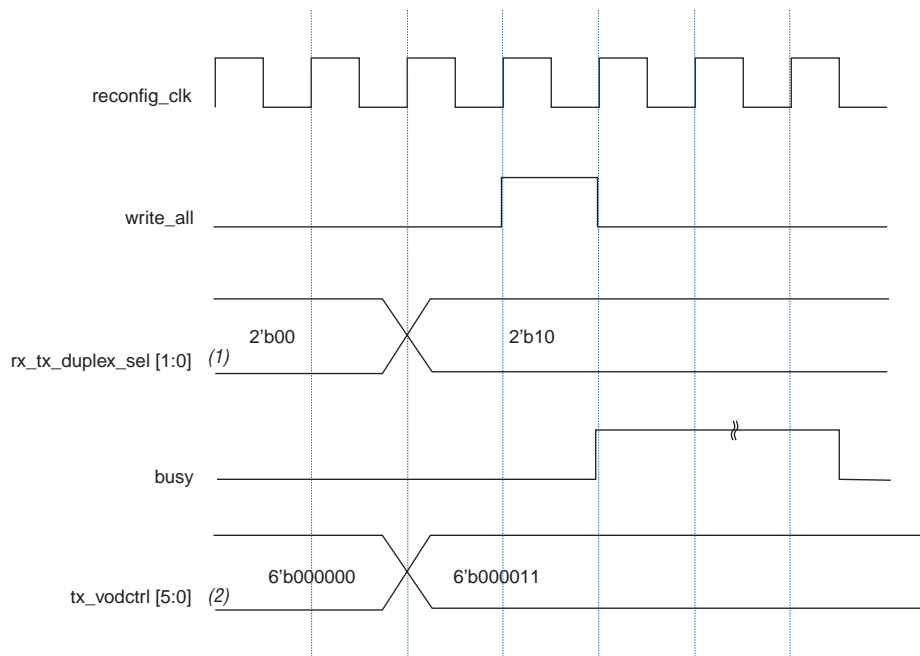 reconfig_clk
write_all
2'b00 2'b10
rx_tx_duplex_sel [1:0] (1)
busy
6'b000000 6'b000011
tx_vodctrl [5:0] (2)